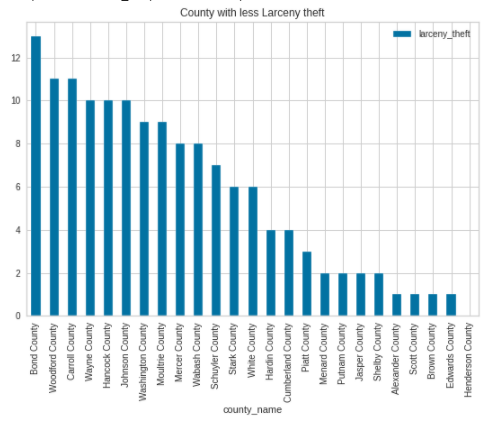 County with less Larceny theft
larceny_theft
12
10
8
6
4
2
0
Bond County
Woodford County
Carroll County
Wayne County
Hancock County
Johnson County
Washington County
Moultrie County
Mercer County
Wabash County
Schuyler County
Stark County
White County
Hardin County
Cumberland County
Piatt County
Menard County
Putnam County
Jasper County
Shelby County
Alexander County
Scott County
Brown County
Edwards County
Henderson County
county_name